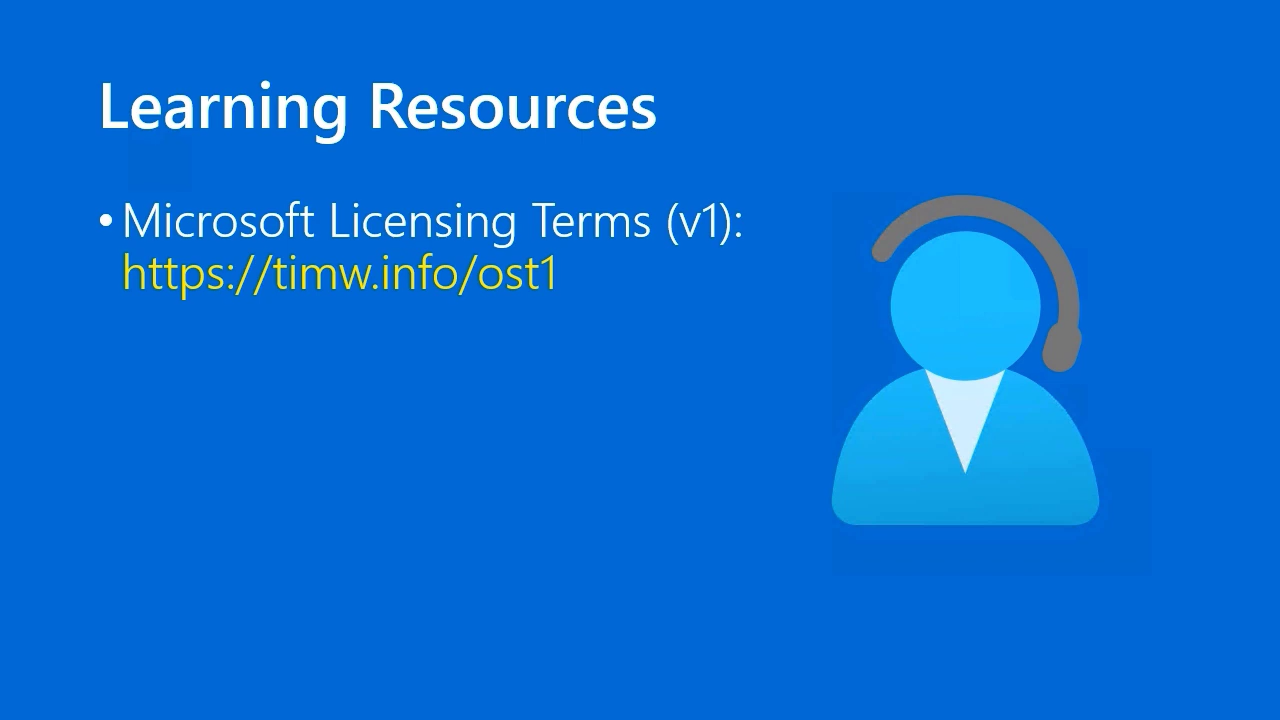 Learning Resources
• Microsoft Licensing Terms (v1):
https://timw.info/ost1